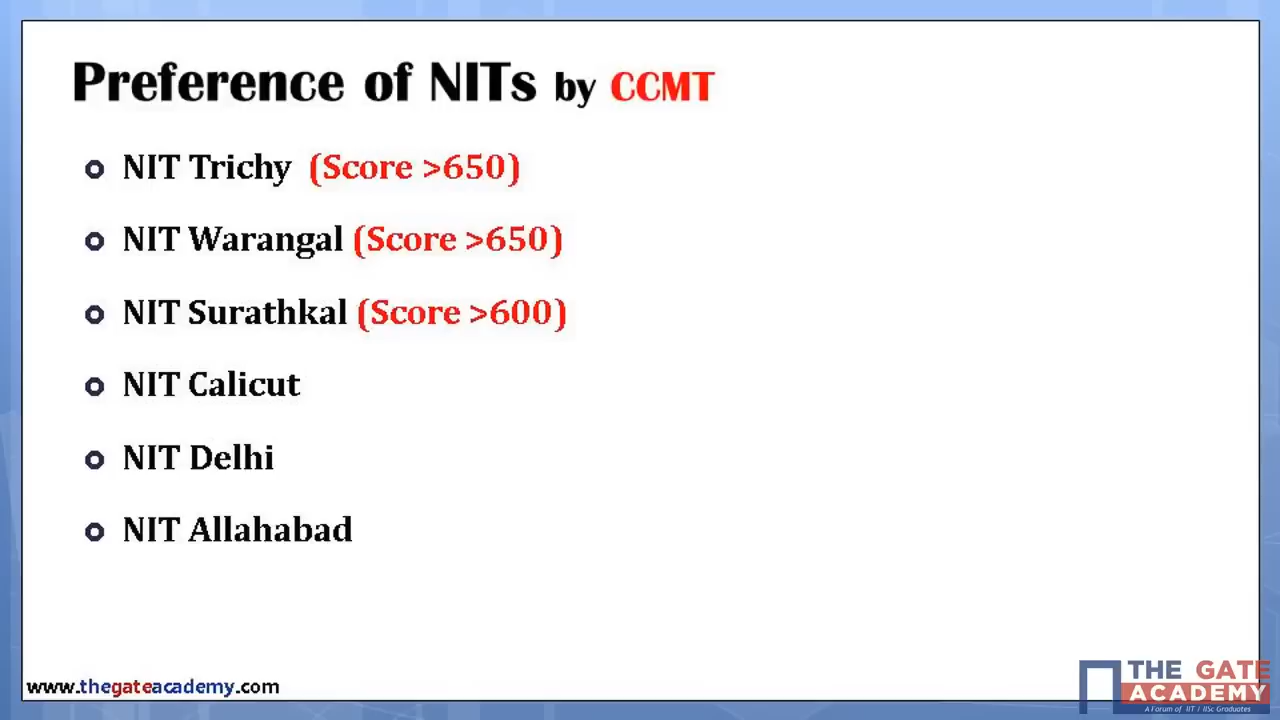 Preference of NITs by CCMT
NIT Trichy (Score >650)
NIT Warangal (Score >650)
NIT Surathkal (Score >600)
NIT Calicut
NIT Delhi
NIT Allahabad
www.thegateacademy.com
THE GATE
ACADEMY
A Forum of IIT / IISc Graduates